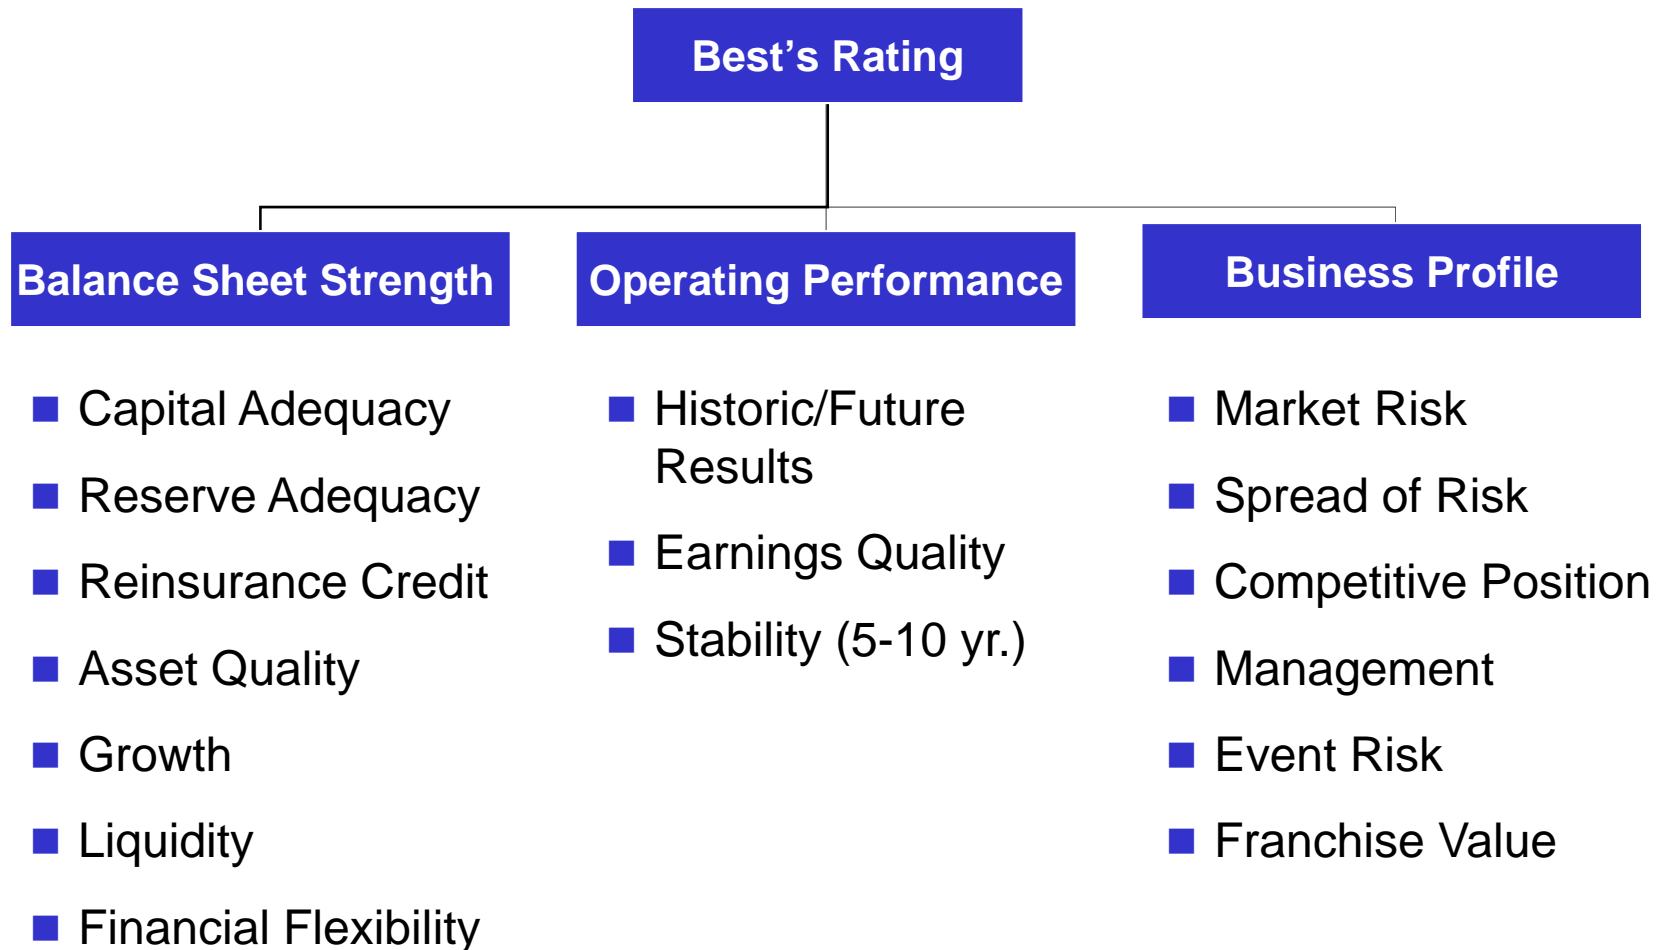 Best’s Rating
Balance Sheet Strength
Capital Adequacy
Reserve Adequacy
Reinsurance Credit
Asset Quality
Growth
Liquidity
Financial Flexibility
Operating Performance
Historic/Future
Results
Earnings Quality
Stability (5-10 yr.)
Business Profile
Market Risk
Spread of Risk
Competitive Position
Management
Event Risk
Franchise Value